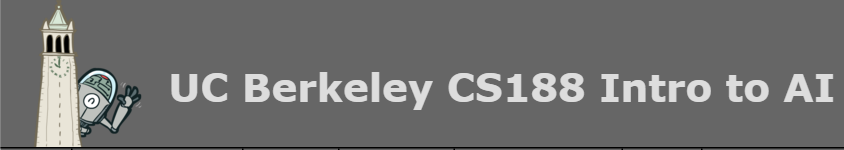 UC Berkeley CS188 Intro to AI